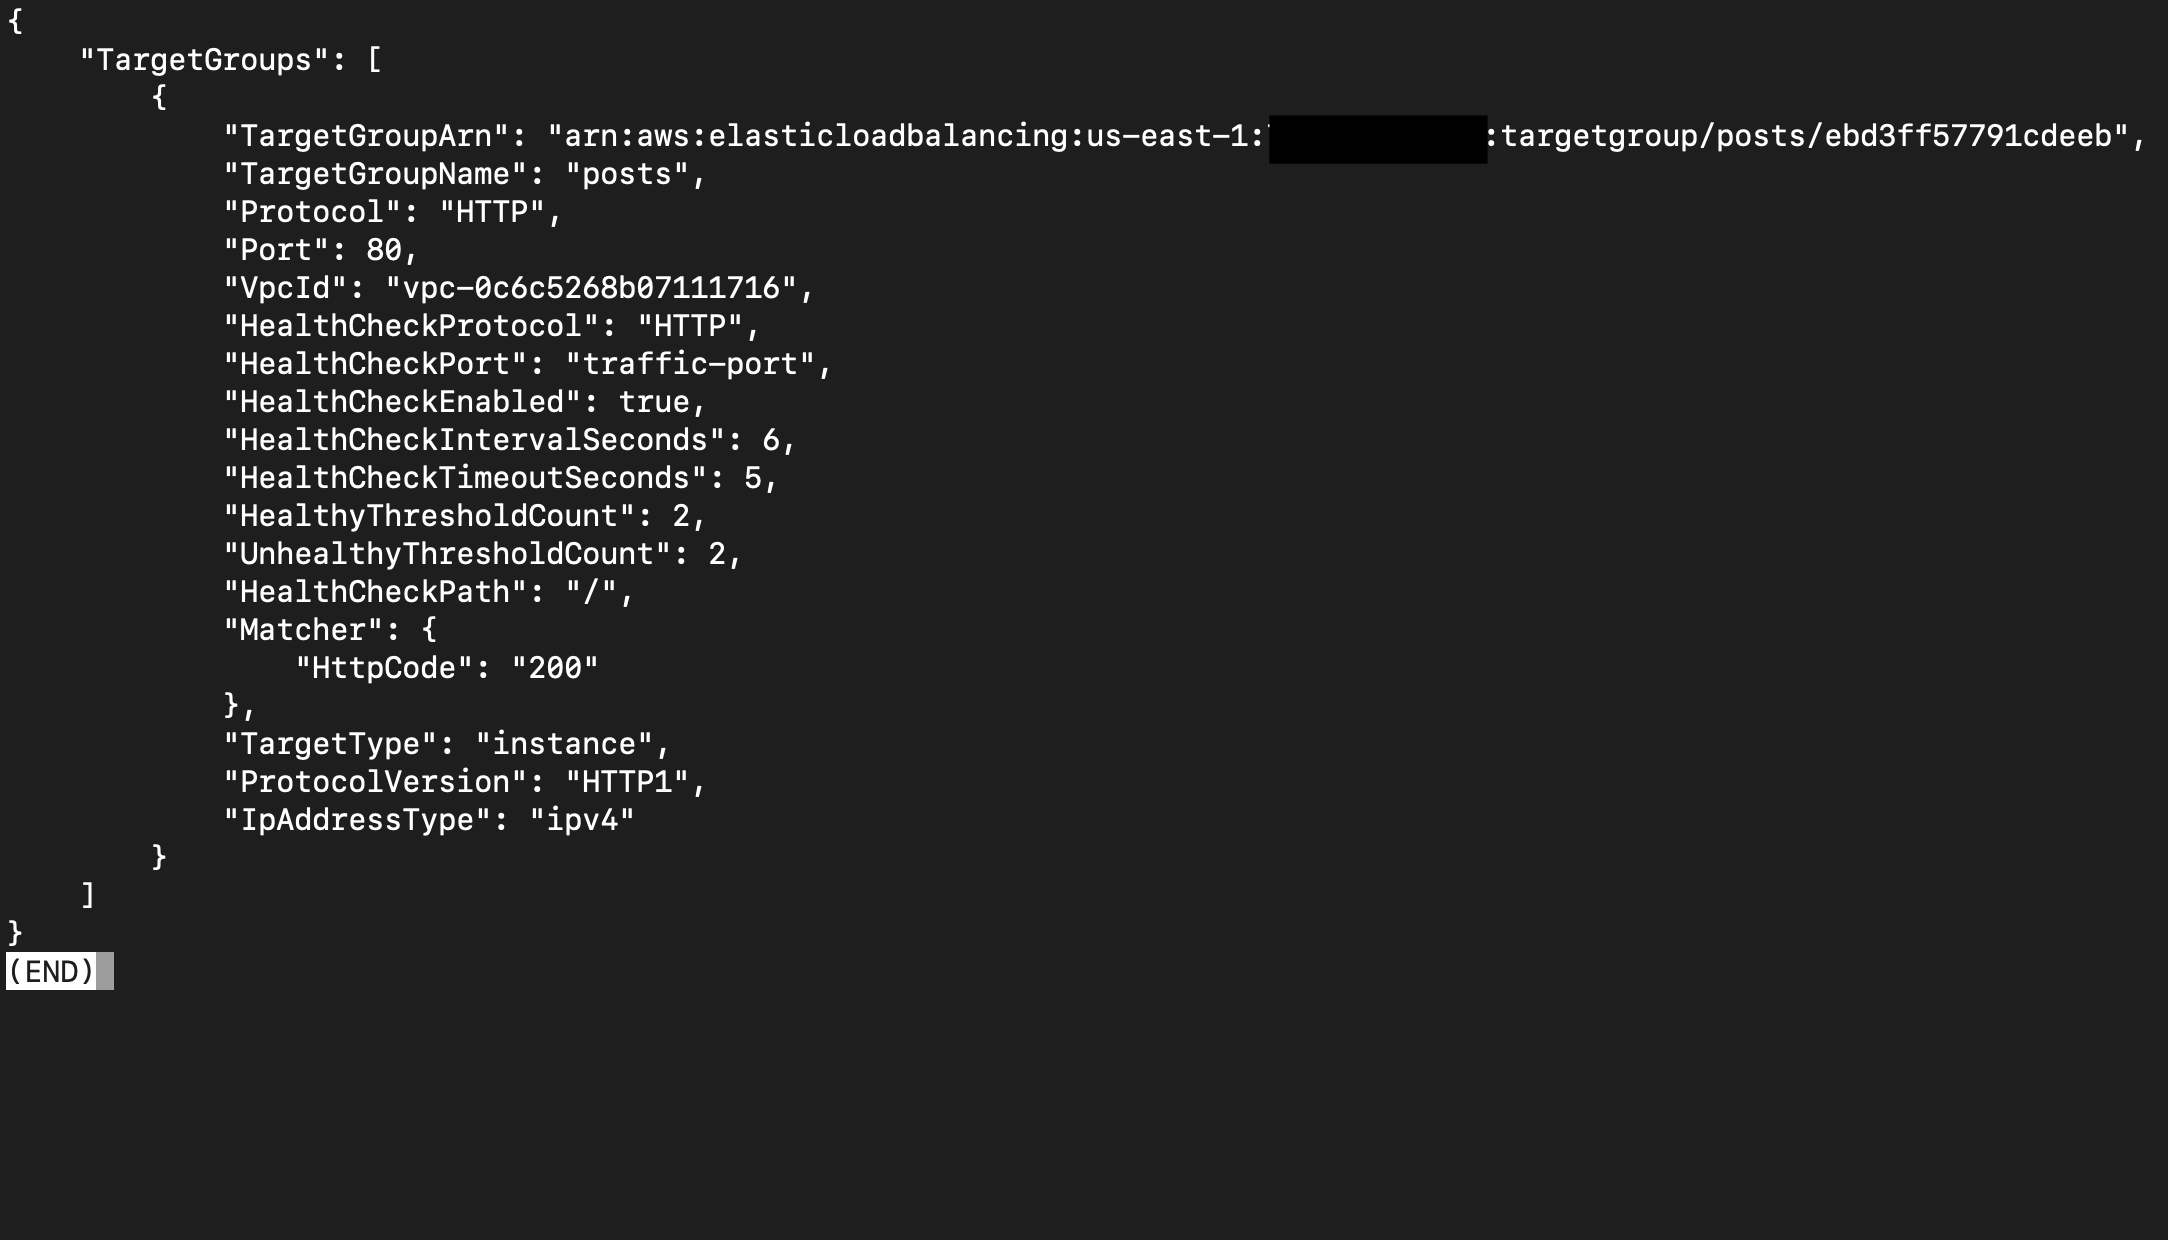 {
    "TargetGroups": [
        {
            "TargetGroupArn": "arn:aws:elasticloadbalancing:us-east-1: :targetgroup/posts/ebd3ff57791cdeeb",
            "TargetGroupName": "posts",
            "Protocol": "HTTP",
            "Port": 80,
            "VpcId": "vpc-0c6c5268b07111716",
            "HealthCheckProtocol": "HTTP",
            "HealthCheckPort": "traffic-port",
            "HealthCheckEnabled": true,
            "HealthCheckIntervalSeconds": 6,
            "HealthCheckTimeoutSeconds": 5,
            "HealthyThresholdCount": 2,
            "UnhealthyThresholdCount": 2,
            "HealthCheckPath": "/",
            "Matcher": {
                "HttpCode": "200"
            },
            "TargetType": "instance",
            "ProtocolVersion": "HTTP1",
            "IpAddressType": "ipv4"
        }
    ]
}
(END)